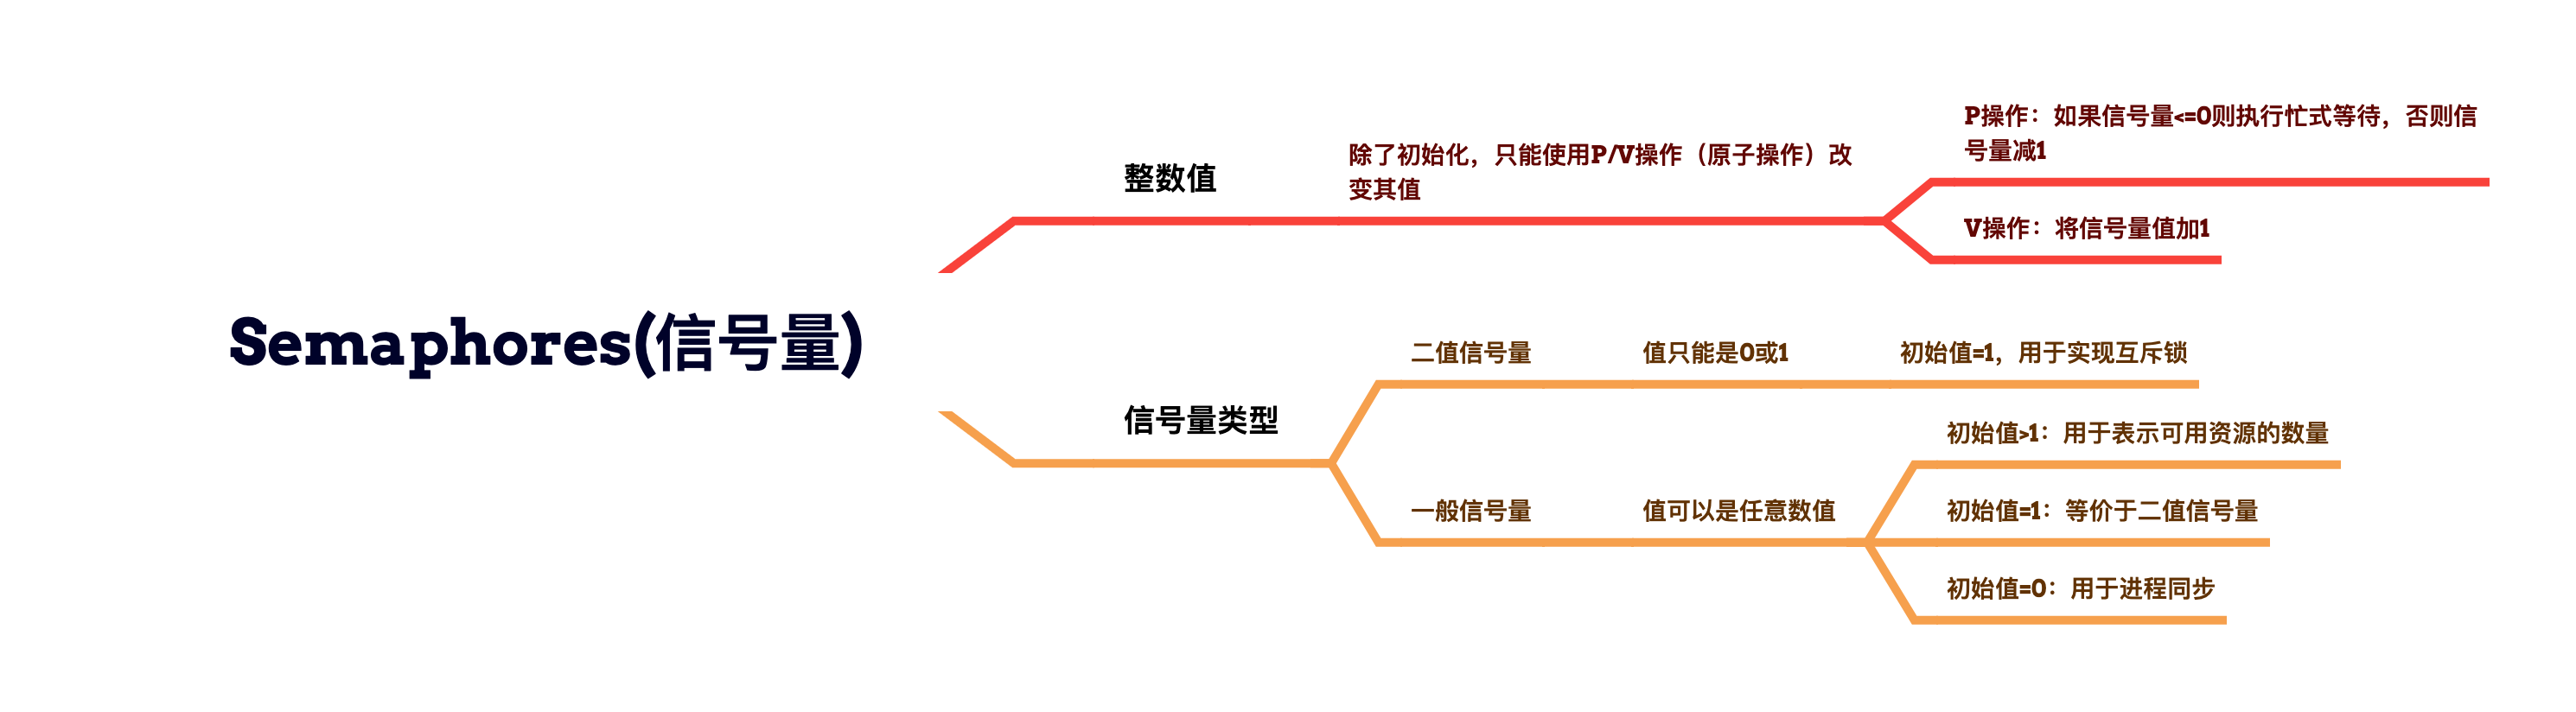 Semaphores(信号量)
整数值
除了初始化，只能使用P/V操作（原子操作）改
变其值
P操作：如果信号量<=0则执行忙式等待，否则信
号量减1
V操作：将信号量值加1
信号量类型
二值信号量
值只能是0或1
初始值=1，用于实现互斥锁
一般信号量
值可以是任意数值
初始值>1：用于表示可用资源的数量
初始值=1：等价于二值信号量
初始值=0：用于进程同步